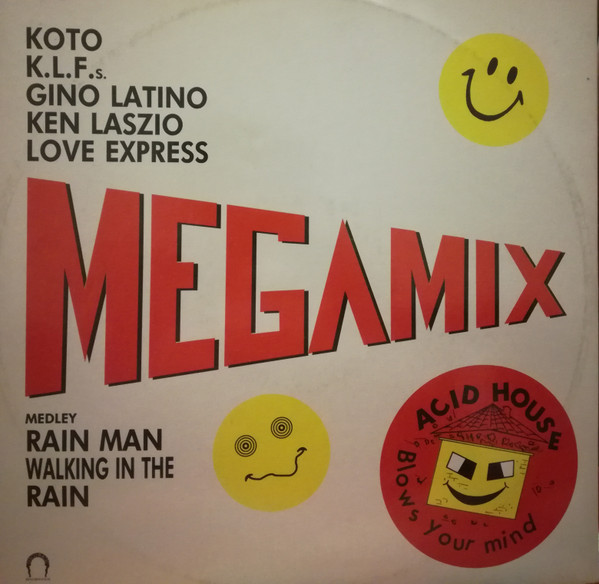 KOTO
K.L.F.s.
GINO LATINO
KEN LASZIO
LOVE EXPRESS
MEGAMIX
MEDLEY
RAIN MAN
WALKING IN THE
RAIN
ACID HOUSE
Blows your mind